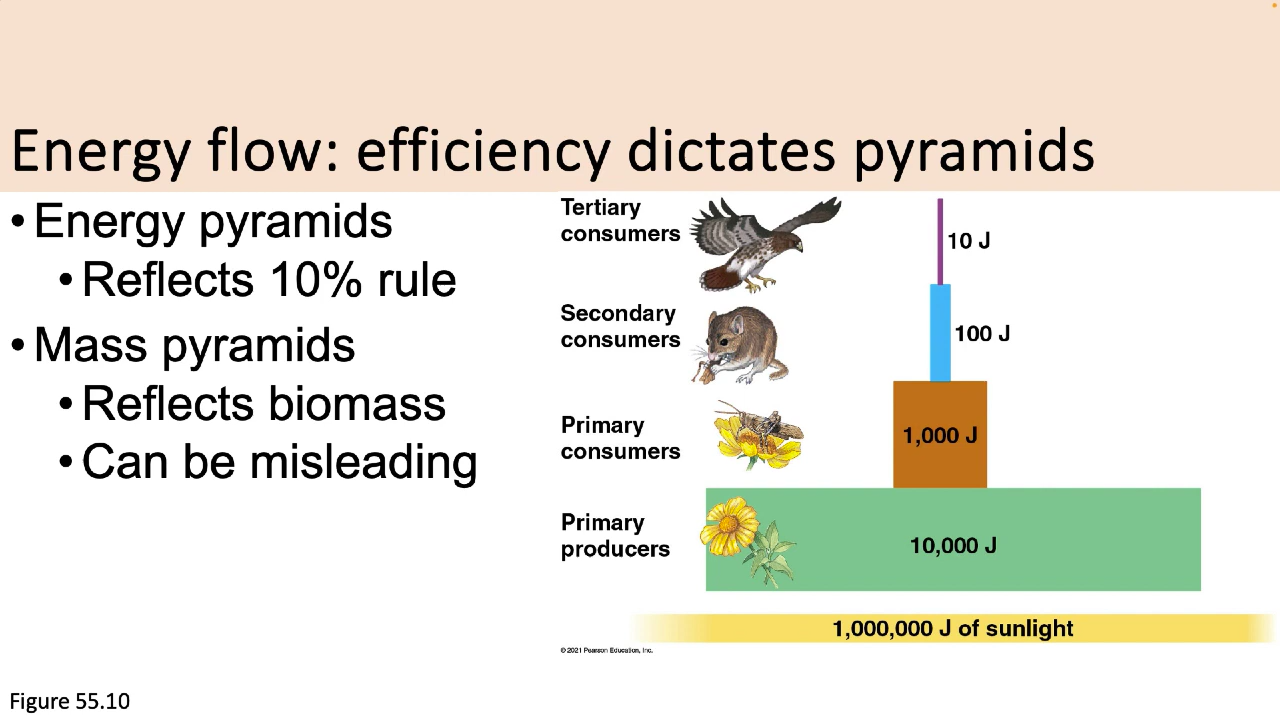 Energy flow: efficiency dictates pyramids
• Energy pyramids
• Reflects 10% rule
• Mass pyramids
• Reflects biomass
• Can be misleading
Tertiary
consumers
10 J
Secondary
consumers
100 J
Primary
consumers
1,000 J
Primary
producers
10,000 J
1,000,000 J of sunlight
© 2021 Pearson Education, Inc.
Figure 55.10